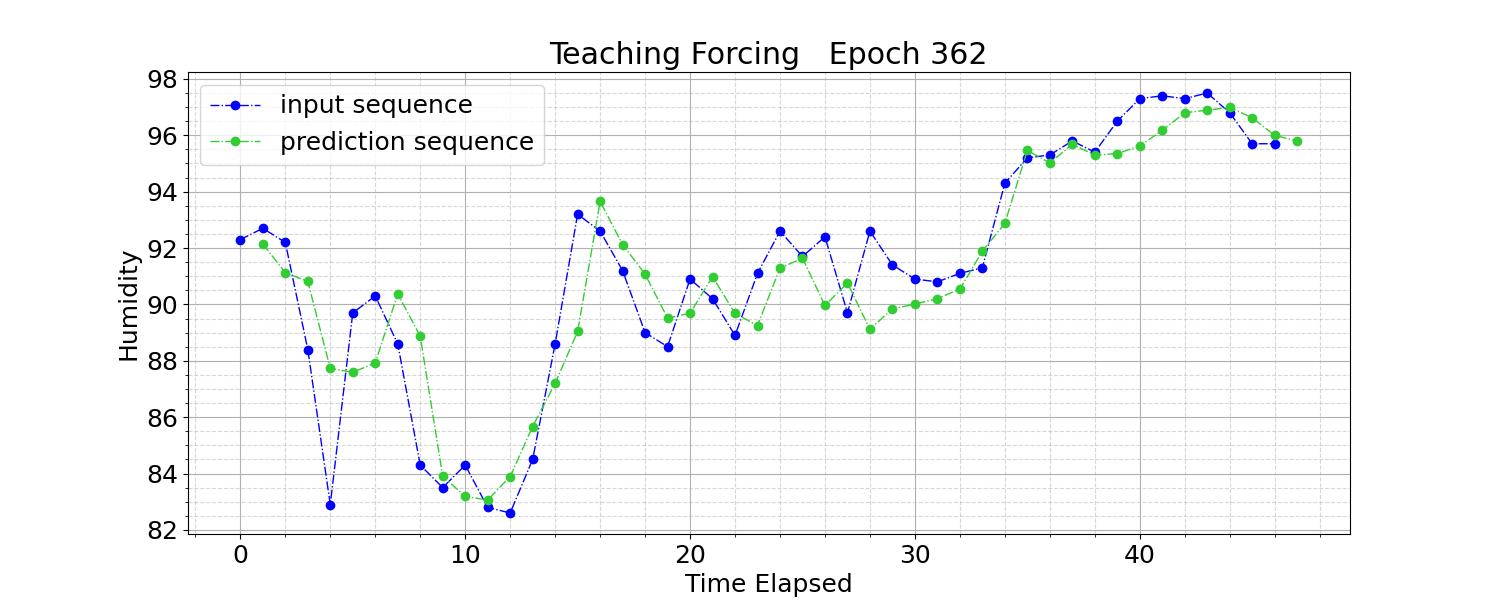 Teaching Forcing   Epoch 362
98
96
94
92
90
88
86
84
82
Humidity
input sequence
prediction sequence
0 10 20 30 40
Time Elapsed